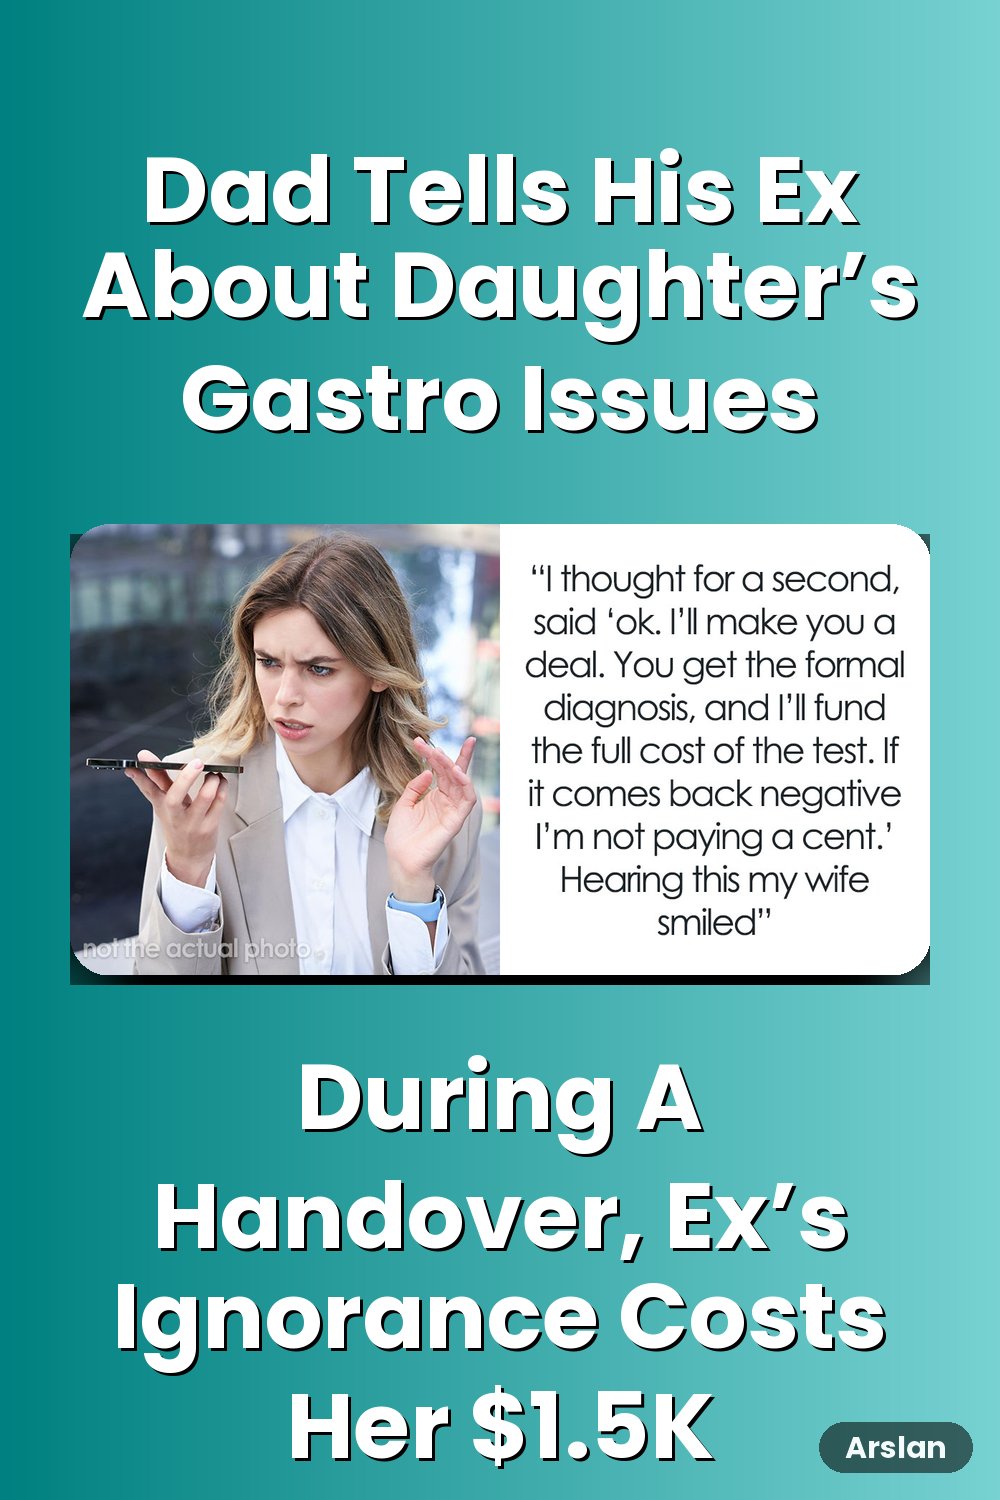 Dad Tells His Ex
About Daughter’s
Gastro Issues
“I thought for a second,
said ‘ok. I’ll make you a
deal. You get the formal
diagnosis, and I’ll fund
the full cost of the test. If
it comes back negative
I’m not paying a cent.’
Hearing this my wife
smiled”
not the actual photo
During A
Handover, Ex’s
Ignorance Costs
Her $1.5K
Arslan